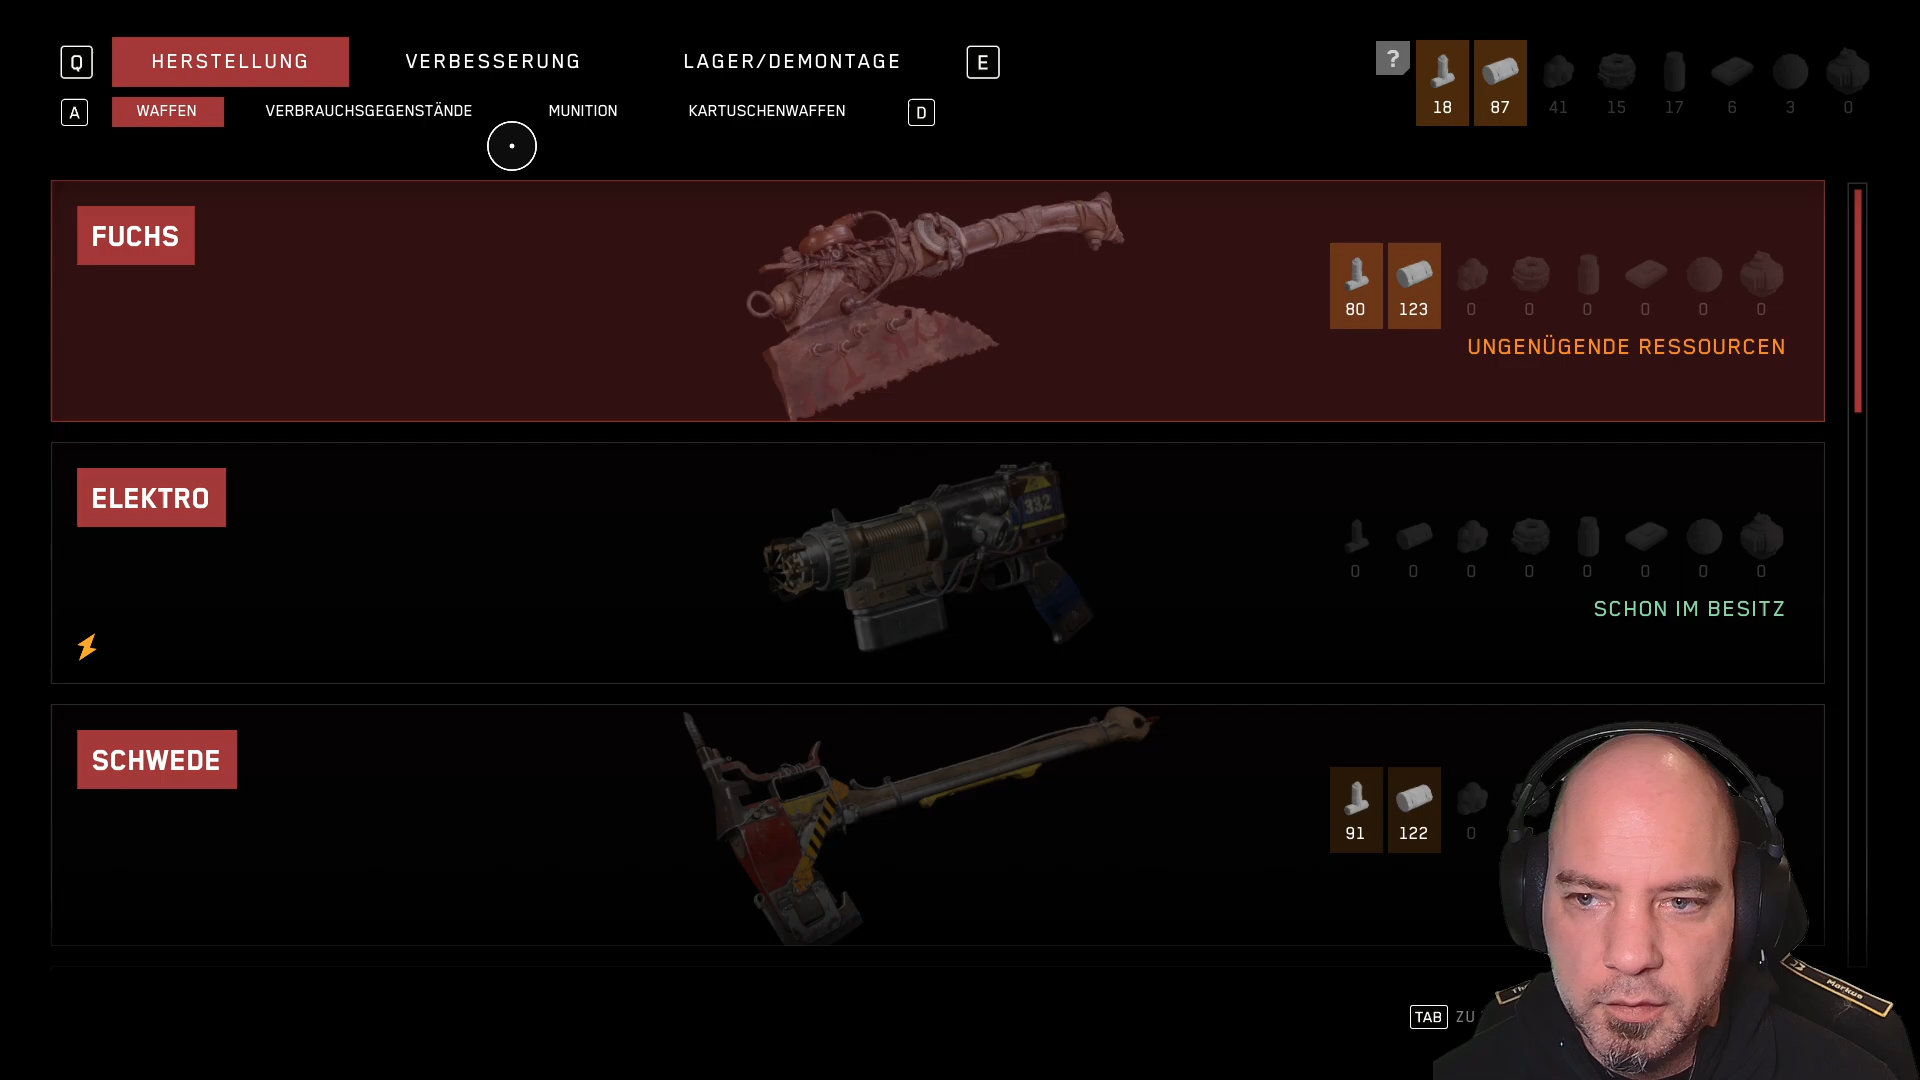 Q HERSTELLUNG VERBESSERUNG LAGER/DEMONTAGE E
A WAFFEN VERBRAUCHSGEGENSTÄNDE MUNITION KARTUSCHENWAFFEN D
?
18 87 41 15 17 6 3 0
FUCHS
80 123 0 0 0 0 0 0
UNGENÜGENDE RESSOURCEN
ELEKTRO
332
0 0 0 0 0 0 0 0
SCHON IM BESITZ
SCHWEDE
91 122 0
Markus
TAB ZU